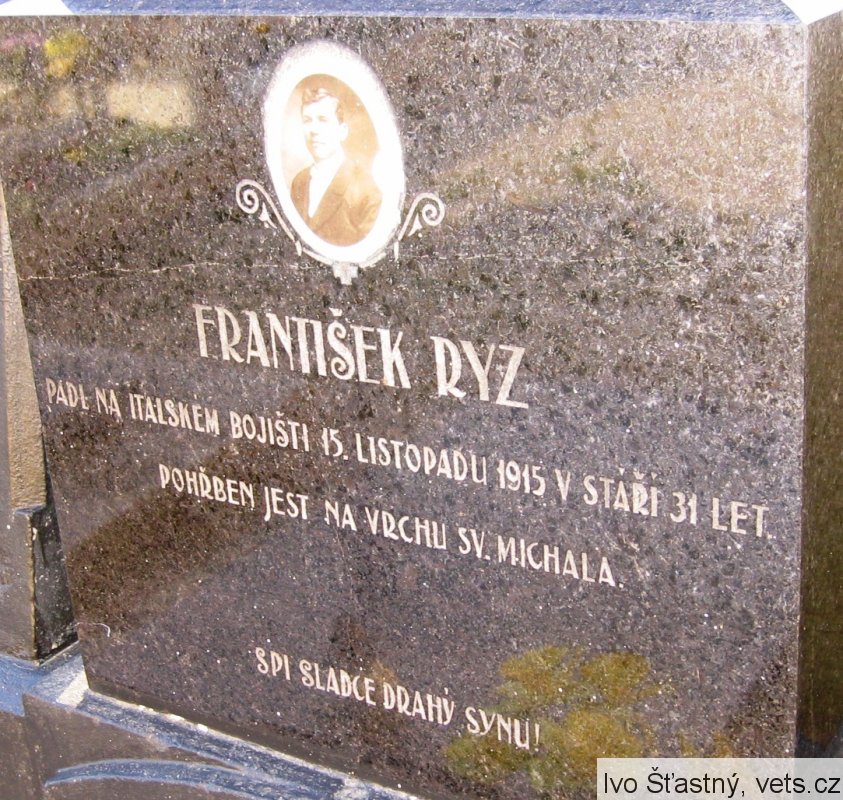 FRANTIŠEK RYZ
PADL NA ITALSKÉM BOJIŠTI 15. LISTOPADU 1915 V STÁŘÍ 31 LET.
POHŘBEN JEST NA VRCHU SV. MICHALA.
SPI SLADCE DRAHÝ SYNU!
Ivo Šťastný, vets.cz